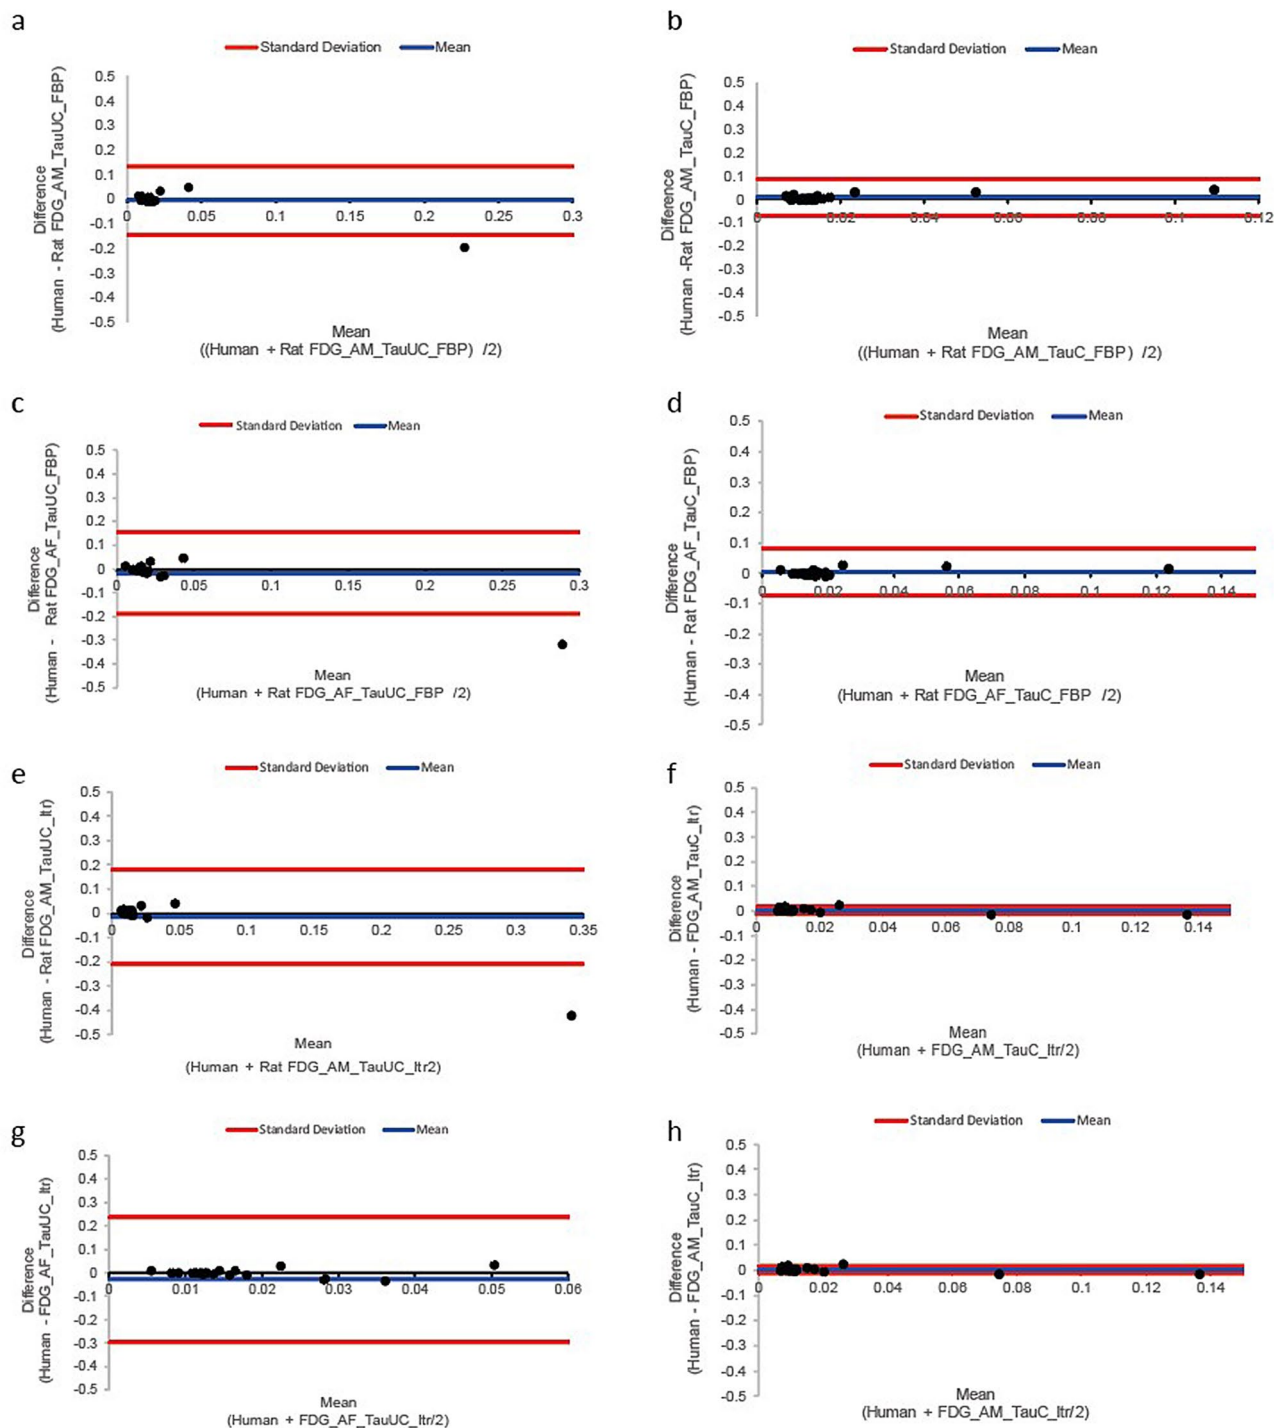 a
Standard Deviation Mean
Difference
(Human - Rat FDG_AM_TauUC_FBP)
0.5
0.4
0.3
0.2
0.1
0
-0.1
-0.2
-0.3
-0.4
-0.5
0 0.05 0.1 0.15 0.2 0.25 0.3
Mean
((Human + Rat FDG_AM_TauUC_FBP) /2)
b
Standard Deviation Mean
Difference
(Human -Rat FDG_AM_TauC_FBP)
0.5
0.4
0.3
0.2
0.1
0
-0.1
-0.2
-0.3
-0.4
-0.5
0 0.02 0.04 0.06 0.08 0.1 0.12
Mean
((Human + Rat FDG_AM_TauC_FBP) /2)
c
Standard Deviation Mean
Difference
(Human - Rat FDG_AF_TauUC_FBP)
0.5
0.4
0.3
0.2
0.1
0
-0.1
-0.2
-0.3
-0.4
-0.5
0 0.05 0.1 0.15 0.2 0.25 0.3
Mean
(Human + Rat FDG_AF_TauUC_FBP /2)
d
Standard Deviation Mean
Difference
(Human - Rat FDG_AF_TauC_FBP)
0.5
0.4
0.3
0.2
0.1
0
-0.1
-0.2
-0.3
-0.4
-0.5
0 0.02 0.04 0.06 0.08 0.1 0.12 0.14
Mean
(Human + Rat FDG_AF_TauC_FBP /2)
e
Standard Deviation Mean
Difference
(Human - Rat FDG_AM_TauUC_Itr)
0.5
0.4
0.3
0.2
0.1
0
-0.1
-0.2
-0.3
-0.4
-0.5
0 0.05 0.1 0.15 0.2 0.25 0.3 0.35
Mean
(Human + Rat FDG_AM_TauUC_Itr2)
f
Standard Deviation Mean
Difference
(Human - FDG_AM_TauC_Itr)
0.5
0.4
0.3
0.2
0.1
0
-0.1
-0.2
-0.3
-0.4
-0.5
0 0.02 0.04 0.06 0.08 0.1 0.12 0.14
Mean
(Human + FDG_AM_TauC_Itr/2)
g
Standard Deviation Mean
Difference
(Human - FDG_AF_TauUC_Itr)
0.5
0.4
0.3
0.2
0.1
0
-0.1
-0.2
-0.3
-0.4
-0.5
0 0.01 0.02 0.03 0.04 0.05 0.06
Mean
(Human + FDG_AF_TauUC_Itr/2)
h
Standard Deviation Mean
Difference
(Human - FDG_AM_TauC_Itr)
0.5
0.4
0.3
0.2
0.1
0
-0.1
-0.2
-0.3
-0.4
-0.5
0 0.02 0.04 0.06 0.08 0.1 0.12 0.14
Mean
(Human + FDG_AM_TauC_Itr/2)